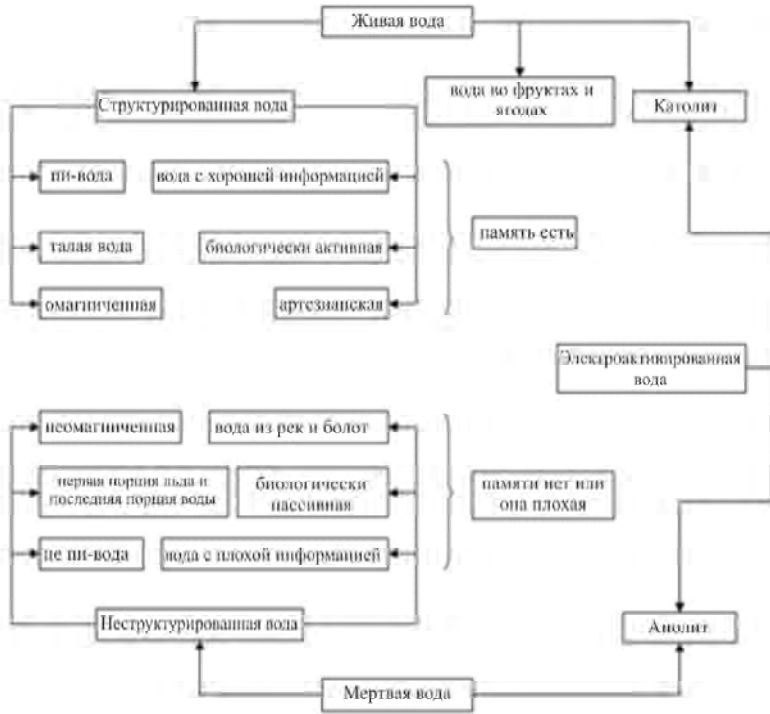 Живая вода
Структурированная вода
вода во фруктах и
ягодах
Католит
пи-вода
вода с хорошей информацией
талая вода
биологически активная
память есть
омагниченная
артезианская
Электроактивированная
вода
неомагниченная
вода из рек и болот
первая порция льда и
последняя порция воды
биологически
пассивная
памяти нет или
она плохая
не пи-вода
вода с плохой информацией
Неструктурированная вода
Анолит
Мертвая вода